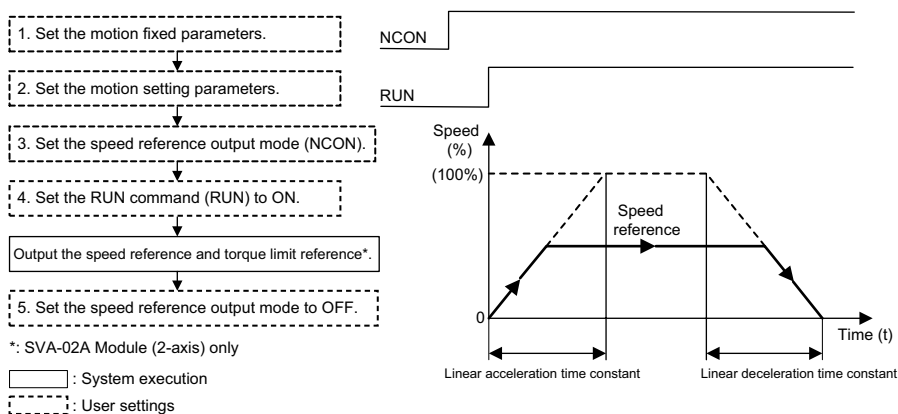 1. Set the motion fixed parameters.
2. Set the motion setting parameters.
3. Set the speed reference output mode (NCON).
4. Set the RUN command (RUN) to ON.
Output the speed reference and torque limit reference*.
5. Set the speed reference output mode to OFF.
*: SVA-02A Module (2-axis) only
: System execution
: User settings
NCON
RUN
Speed
(%)
(100%)
Speed
reference
0
Time (t)
Linear acceleration time constant
Linear deceleration time constant